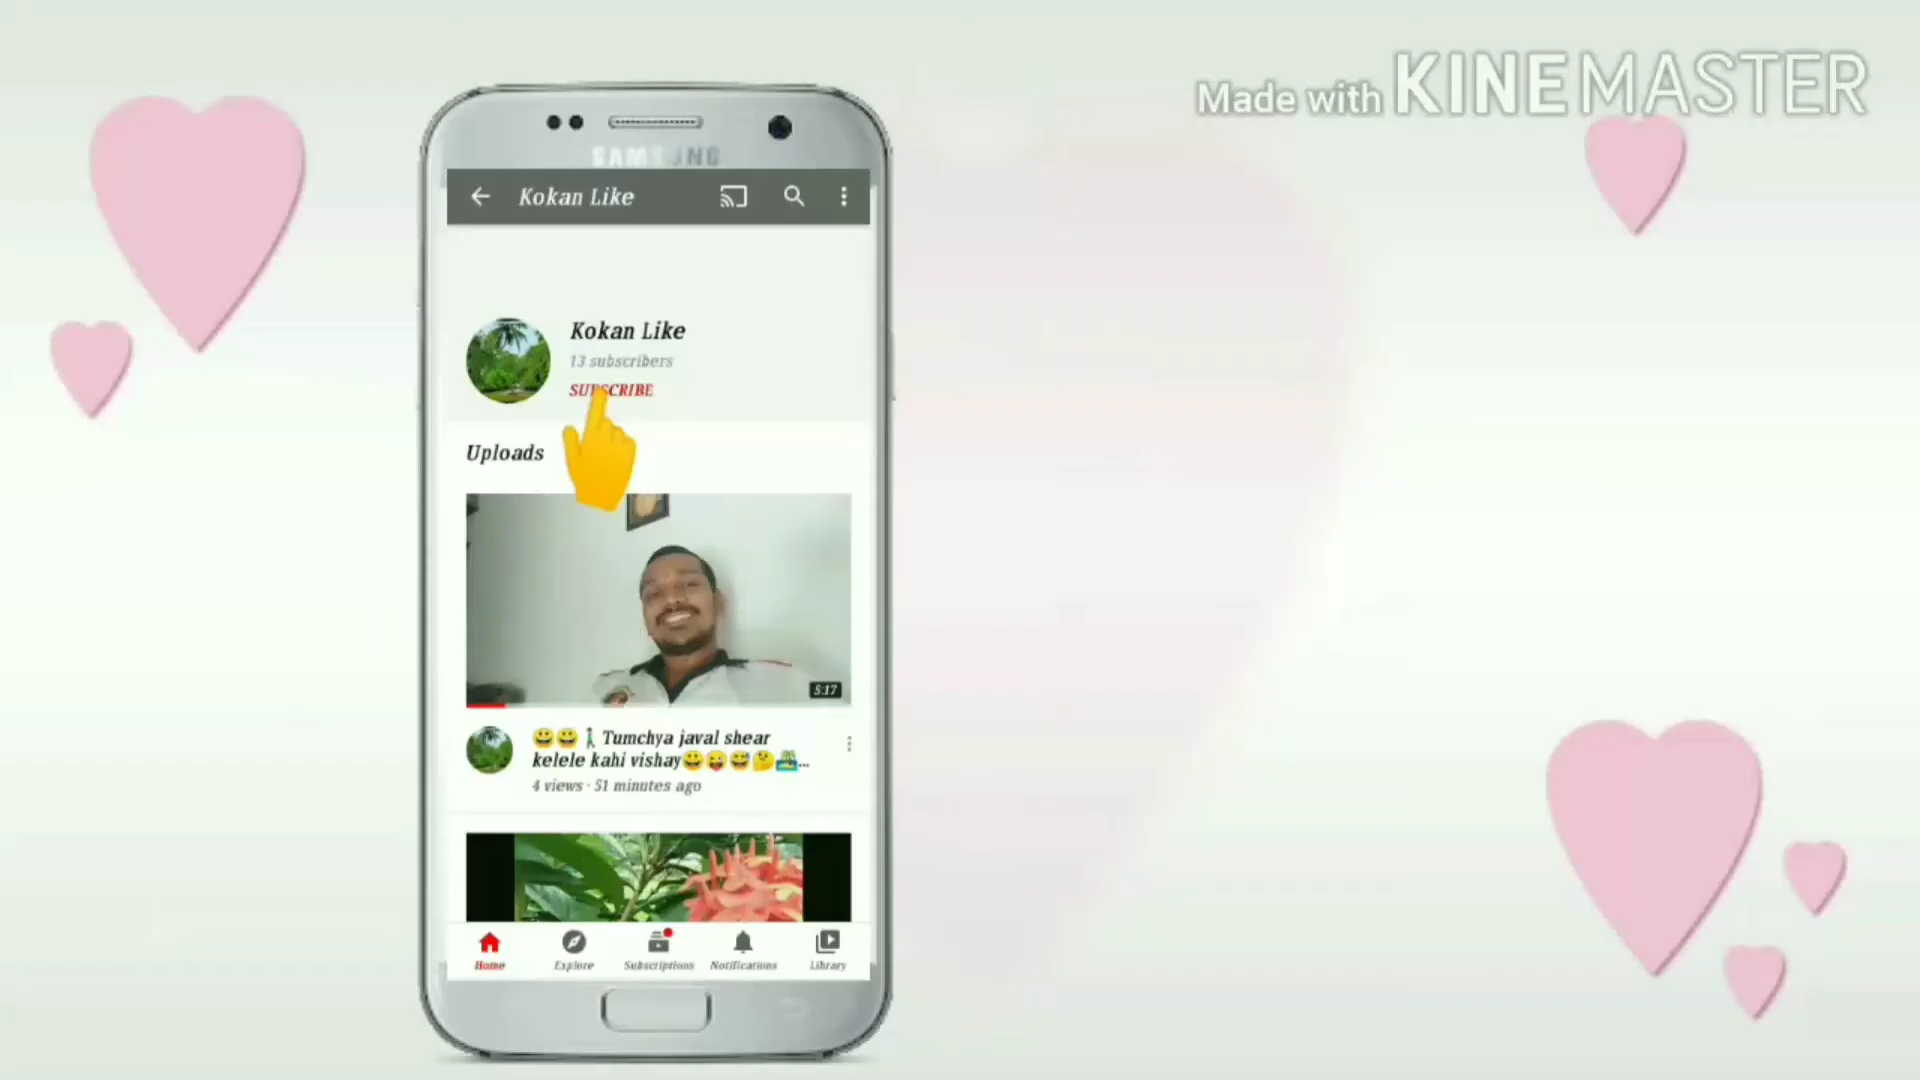 Made with KINEMASTER
SAMSUNG
Kokan Like
Kokan Like
13 subscribers
SUBSCRIBE
Uploads
5:17
😀😀🚶Tumchya javal shear
kelele kahi vishay😀😜😅🤔🏝️...
4 views · 51 minutes ago
Home Explore Subscriptions Notifications Library